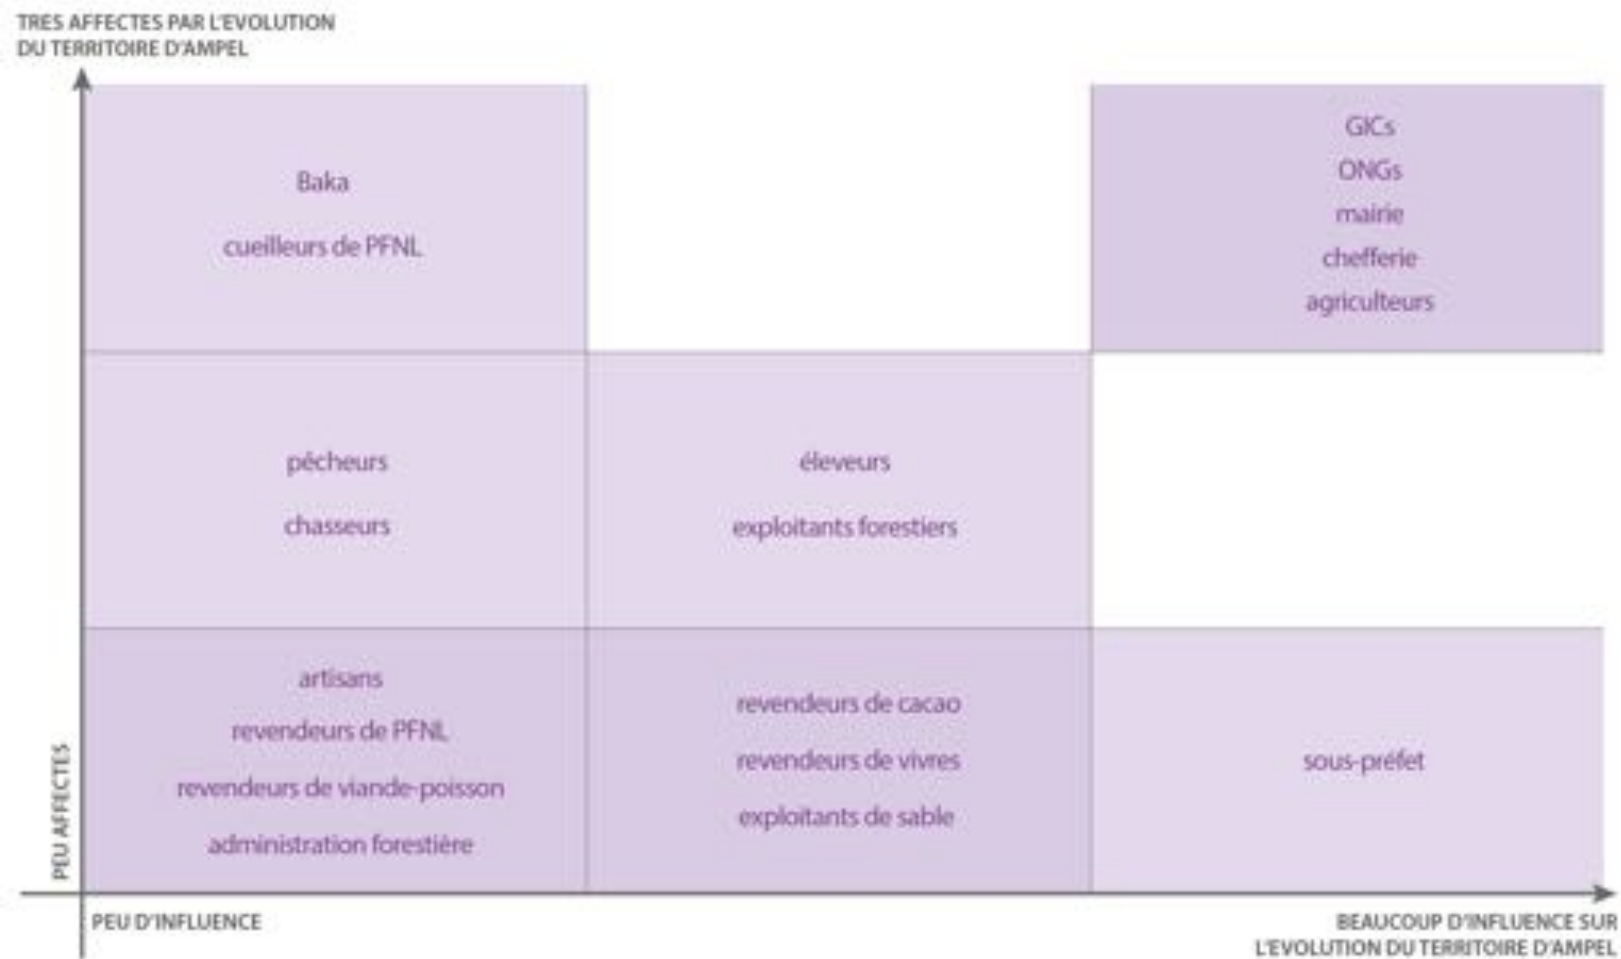 TRES AFFECTES PAR L'EVOLUTION
DU TERRITOIRE D'AMPEL
Baka
cueilleurs de PFNL
GICs
ONGs
mairie
chefferie
agriculteurs
pêcheurs
chasseurs
éleveurs
exploitants forestiers
artisans
revendeurs de PFNL
revendeurs de viande-poisson
administration forestière
revendeurs de cacao
revendeurs de vivres
exploitants de sable
sous-préfet
PEU AFFECTES
PEU D'INFLUENCE
BEAUCOUP D'INFLUENCE SUR
L'EVOLUTION DU TERRITOIRE D'AMPEL